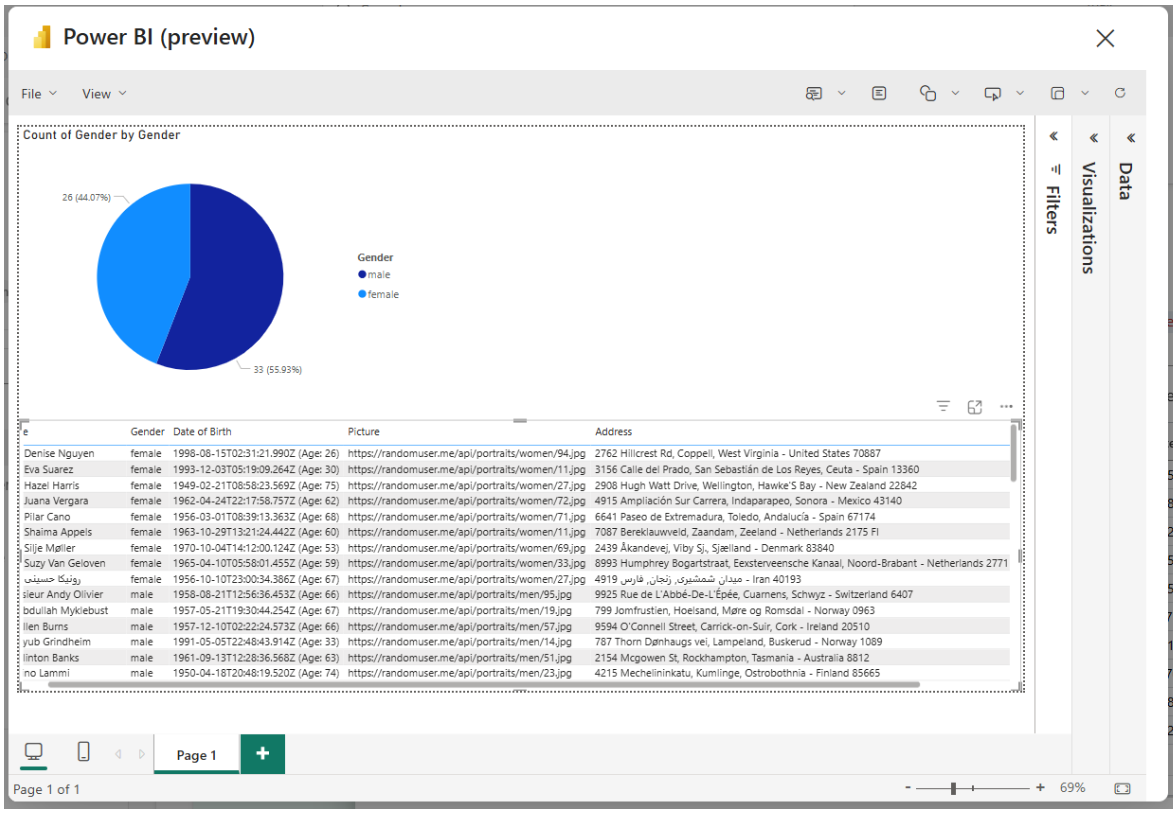 Power BI (preview)
File View
Count of Gender by Gender
26 (44.07%)
33 (55.93%)
Gender
male
female
Filters
Visualizations
Data
e Gender Date of Birth Picture Address
Denise Nguyen female 1998-08-15T02:31:21.990Z (Age: 26) https://randomuser.me/api/portraits/women/94.jpg 2762 Hillcrest Rd, Coppell, West Virginia - United States 70887
Eva Suarez female 1993-12-03T05:19:09.264Z (Age: 30) https://randomuser.me/api/portraits/women/11.jpg 3156 Calle del Prado, San Sebastián de Los Reyes, Ceuta - Spain 13360
Hazel Harris female 1949-02-21T08:58:23.569Z (Age: 75) https://randomuser.me/api/portraits/women/27.jpg 2908 Hugh Watt Drive, Wellington, Hawke'S Bay - New Zealand 22842
Juana Vergara female 1962-04-24T22:17:58.757Z (Age: 62) https://randomuser.me/api/portraits/women/72.jpg 4915 Ampliación Sur Carrera, Indaparapeo, Sonora - Mexico 43140
Pilar Cano female 1956-03-01T08:39:13.363Z (Age: 68) https://randomuser.me/api/portraits/women/71.jpg 6641 Paseo de Extremadura, Toledo, Andalucía - Spain 67174
Shaima Appels female 1963-10-29T13:21:24.442Z (Age: 60) https://randomuser.me/api/portraits/women/11.jpg 7087 Bereklauwveld, Zaandam, Zeeland - Netherlands 2175 FI
Silje Møller female 1970-10-04T14:12:00.124Z (Age: 53) https://randomuser.me/api/portraits/women/69.jpg 2439 Åkandevej, Viby Sj., Sjælland - Denmark 83840
Suzy Van Geloven female 1965-04-10T05:58:01.455Z (Age: 59) https://randomuser.me/api/portraits/women/33.jpg 8993 Humphrey Bogartstraat, Eexsterveensche Kanaal, Noord-Brabant - Netherlands 2771
رونیکا حسینی female 1956-10-10T23:00:34.386Z (Age: 67) https://randomuser.me/api/portraits/women/27.jpg 4919 میدان شمشیری, زنجان, فارس - Iran 40193
sieur Andy Olivier male 1958-08-21T12:56:36.453Z (Age: 66) https://randomuser.me/api/portraits/men/95.jpg 9925 Rue de L'Abbé-De-L'Épée, Cuarnens, Schwyz - Switzerland 6407
bdullah Myklebust male 1957-05-21T19:30:44.254Z (Age: 67) https://randomuser.me/api/portraits/men/19.jpg 799 Jomfrustien, Hoelsand, Møre og Romsdal - Norway 0963
llen Burns male 1957-12-10T02:22:24.573Z (Age: 66) https://randomuser.me/api/portraits/men/57.jpg 9594 O'Connell Street, Carrick-on-Suir, Cork - Ireland 20510
yub Grindheim male 1991-05-05T22:48:43.914Z (Age: 33) https://randomuser.me/api/portraits/men/14.jpg 787 Thorn Dønhaugs vei, Lampeland, Buskerud - Norway 1089
linton Banks male 1961-09-13T12:28:36.568Z (Age: 63) https://randomuser.me/api/portraits/men/51.jpg 2154 Mcgowen St, Rockhampton, Tasmania - Australia 8812
no Lammi male 1950-04-18T20:48:19.520Z (Age: 74) https://randomuser.me/api/portraits/men/23.jpg 4215 Mechelininkatu, Kumlinge, Ostrobothnia - Finland 85665
Page 1 +
Page 1 of 1
- + 69%